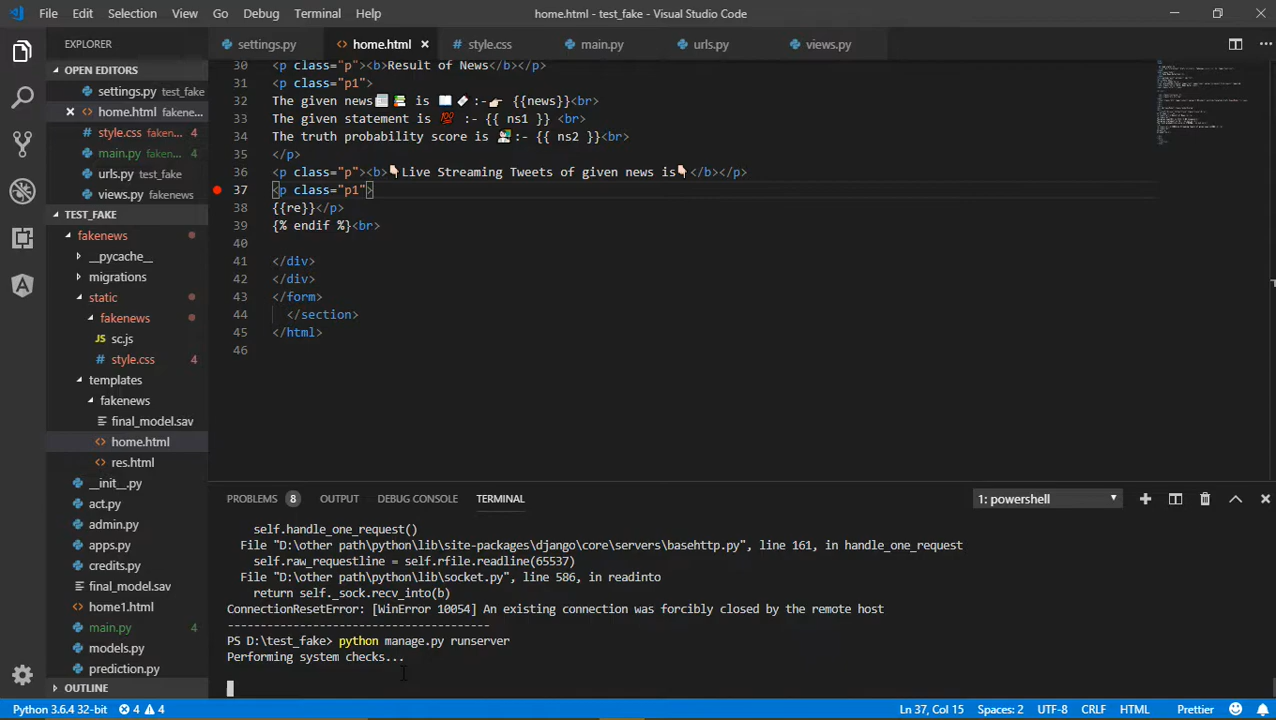 File Edit Selection View Go Debug Terminal Help
home.html - test_fake - Visual Studio Code
EXPLORER
settings.py
home.html
style.css
main.py
urls.py
views.py
OPEN EDITORS
settings.py test_fake
home.html fakene...
style.css faken... 4
main.py faken... 4
urls.py test_fake
views.py fakenews
TEST_FAKE
fakenews
__pycache__
migrations
static
fakenews
sc.js
style.css 4
templates
fakenews
final_model.sav
home.html
res.html
__init__.py
act.py
admin.py
apps.py
credits.py
final_model.sav
home1.html
main.py 4
models.py
prediction.py
OUTLINE
30 <p class="p"><b>Result of News</b></p>
31 <p class="p1">
32 The given news📰📚 is 📖🖋:-👉🏻 {{news}}<br>
33 The given statement is 💯 :- {{ ns1 }} <br>
34 The truth probability score is :- {{ ns2 }}<br>
35 </p>
36 <p class="p"><b>👇🏻Live Streaming Tweets of given news is👇🏻</b></p>
37 <p class="p1">
38 {{re}}</p>
39 {% endif %}<br>
40
41 </div>
42 </div>
43 </form>
44 </section>
45 </html>
46
PROBLEMS 8 OUTPUT DEBUG CONSOLE TERMINAL
1: powershell
self.handle_one_request()
File "D:\other path\python\lib\site-packages\django\core\servers\basehttp.py", line 161, in handle_one_request
self.raw_requestline = self.rfile.readline(65537)
File "D:\other path\python\lib\socket.py", line 586, in readinto
return self._sock.recv_into(b)
ConnectionResetError: [WinError 10054] An existing connection was forcibly closed by the remote host
----------------------------------------
PS D:\test_fake> python manage.py runserver
Performing system checks...
Python 3.6.4 32-bit 4 4
Ln 37, Col 15 Spaces: 2 UTF-8 CRLF HTML Prettier